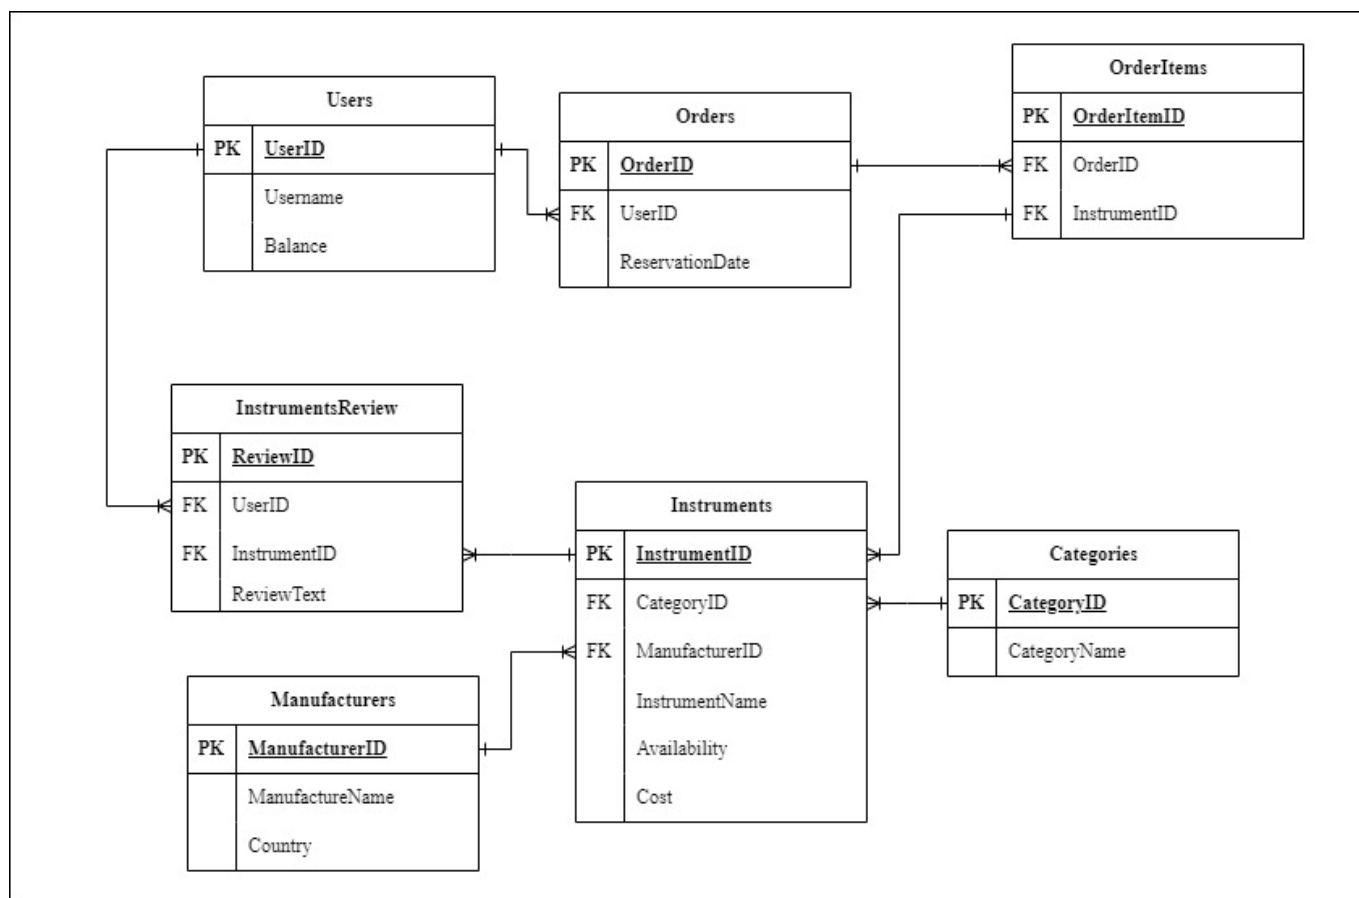 Users
PK UserID
Username
Balance
Orders
PK OrderID
FK UserID
ReservationDate
OrderItems
PK OrderItemID
FK OrderID
FK InstrumentID
InstrumentsReview
PK ReviewID
FK UserID
FK InstrumentID
ReviewText
Instruments
PK InstrumentID
FK CategoryID
FK ManufacturerID
InstrumentName
Availability
Cost
Categories
PK CategoryID
CategoryName
Manufacturers
PK ManufacturerID
ManufactureName
Country